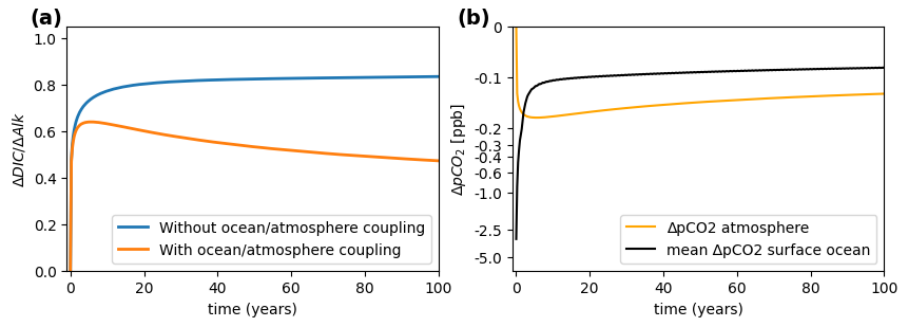 (a)
1.0
0.8
0.6
0.4
0.2
0.0
ΔDIC/ΔAlk
0 20 40 60 80 100
time (years)
Without ocean/atmosphere coupling
With ocean/atmosphere coupling
(b)
0
-0.1
-0.2
-0.3
-0.4
-0.6
-1.0
-2.5
-5.0
ΔpCO₂ [ppb]
0 20 40 60 80 100
time (years)
ΔpCO2 atmosphere
mean ΔpCO2 surface ocean